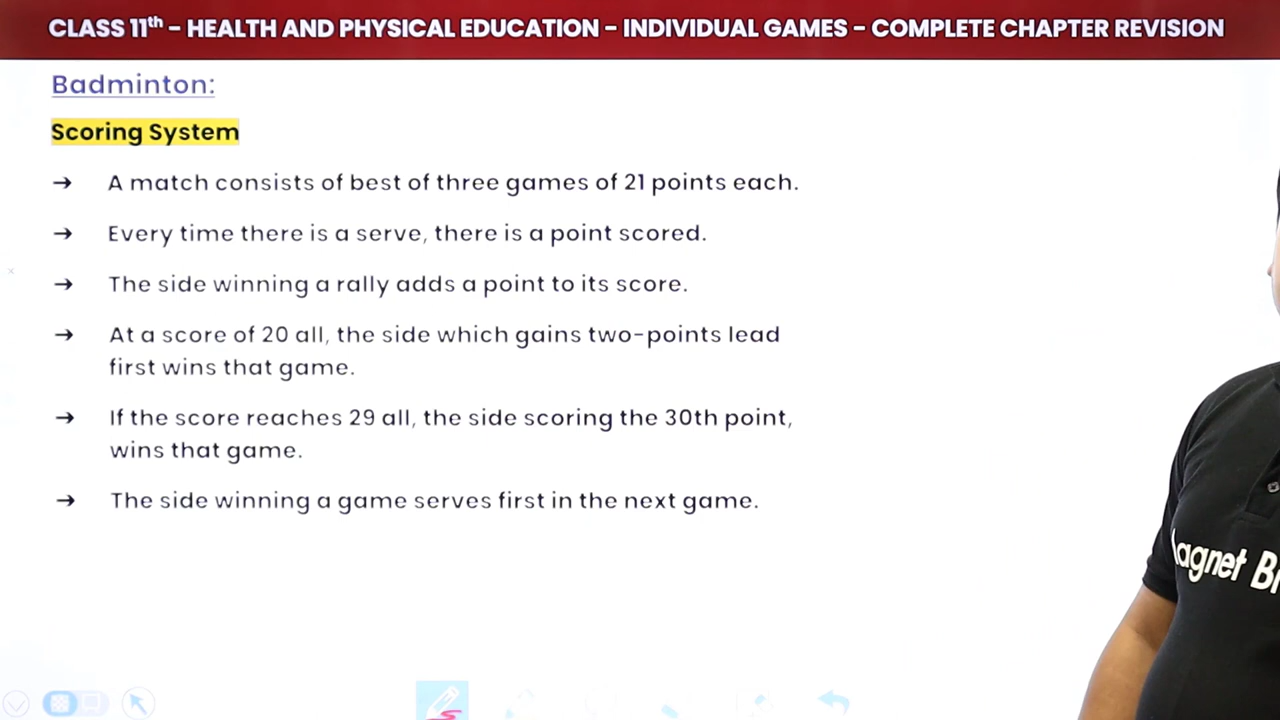 CLASS 11th – HEALTH AND PHYSICAL EDUCATION – INDIVIDUAL GAMES – COMPLETE CHAPTER REVISION
Badminton:
Scoring System
→ A match consists of best of three games of 21 points each.
→ Every time there is a serve, there is a point scored.
→ The side winning a rally adds a point to its score.
→ At a score of 20 all, the side which gains two-points lead
first wins that game.
→ If the score reaches 29 all, the side scoring the 30th point,
wins that game.
→ The side winning a game serves first in the next game.